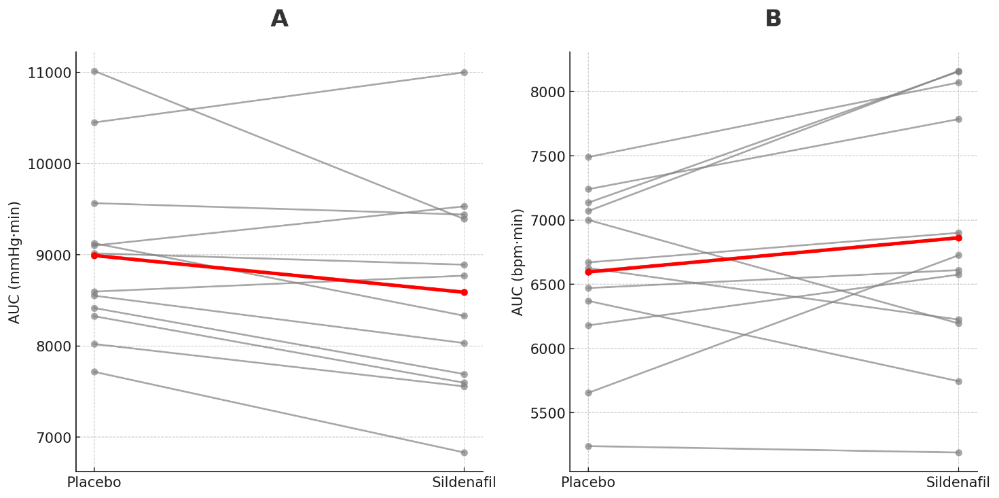 A
AUC (mmHg·min)
11000
10000
9000
8000
7000
Placebo
Sildenafil
B
AUC (bpm·min)
8000
7500
7000
6500
6000
5500
Placebo
Sildenafil